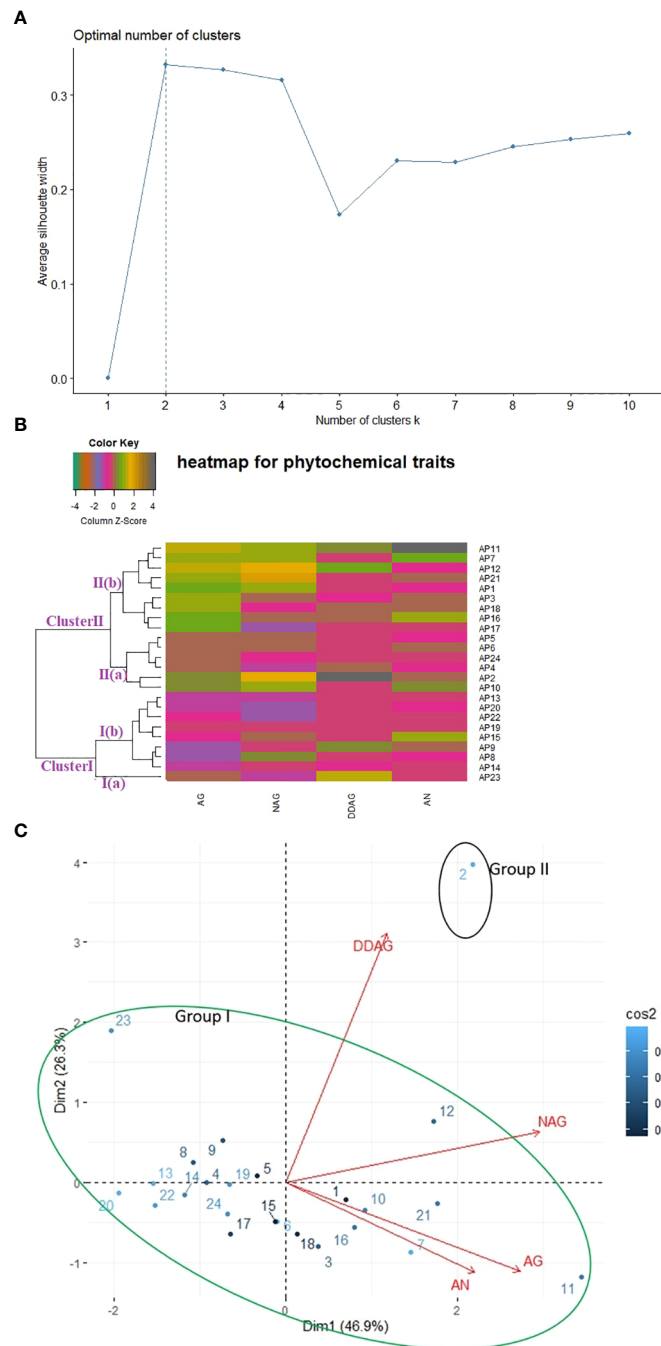 A
Optimal number of clusters
Average silhouette width
0.3
0.2
0.1
0.0
1 2 3 4 5 6 7 8 9 10
Number of clusters k
B
Color Key
-4 -2 0 2 4
Column Z-Score
heatmap for phytochemical traits
ClusterII
II(b)
II(a)
ClusterI
I(b)
I(a)
AP11
AP7
AP12
AP21
AP1
AP3
AP18
AP16
AP17
AP5
AP6
AP24
AP4
AP2
AP10
AP13
AP20
AP22
AP19
AP15
AP9
AP8
AP14
AP23
AG NAG DDAG AN
C
Dim2 (26.3%)
4
3
2
1
0
-1
2
Group II
DDAG
23
Group I
12
NAG
9
8
5
13
14
4
19
20
22
24
17
15
6
18
3
1
10
16
21
7
AG
AN
11
-2 0 2
Dim1 (46.9%)
cos2
0
0
0
0